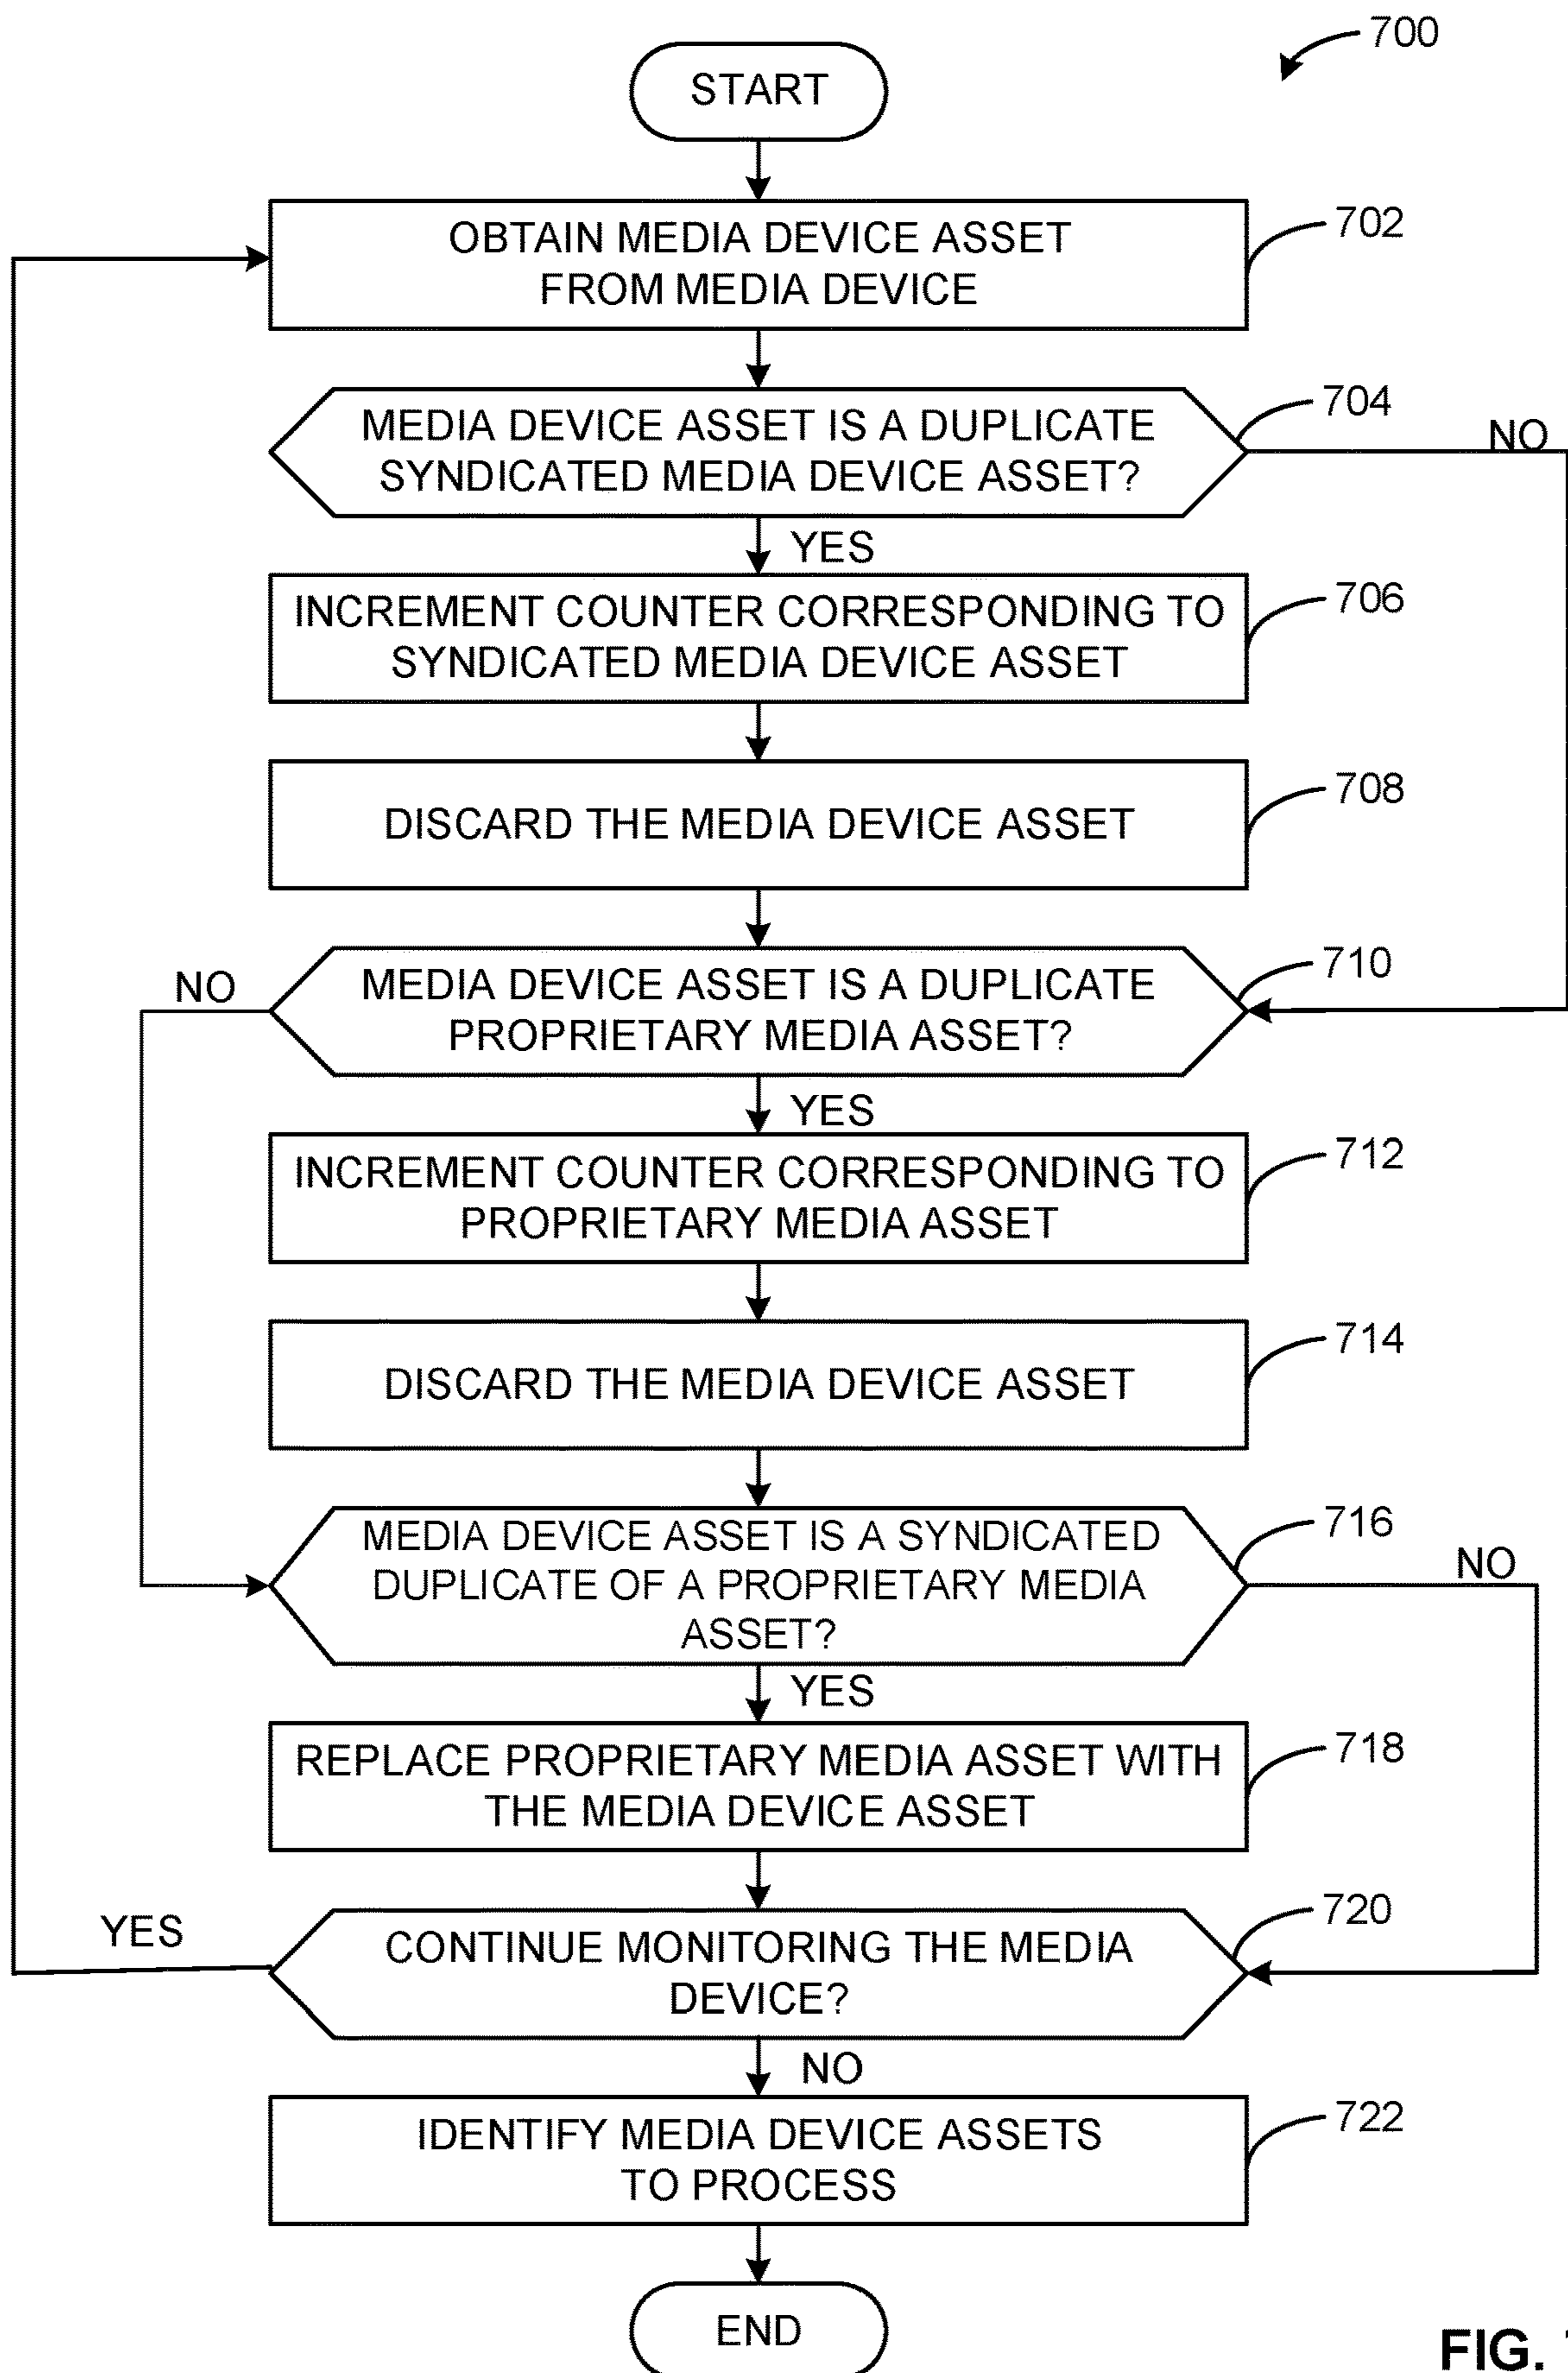 700
START
OBTAIN MEDIA DEVICE ASSET
FROM MEDIA DEVICE
702
MEDIA DEVICE ASSET IS A DUPLICATE
SYNDICATED MEDIA DEVICE ASSET?
704
NO
YES
INCREMENT COUNTER CORRESPONDING TO
SYNDICATED MEDIA DEVICE ASSET
706
DISCARD THE MEDIA DEVICE ASSET
708
NO
MEDIA DEVICE ASSET IS A DUPLICATE
PROPRIETARY MEDIA ASSET?
710
YES
INCREMENT COUNTER CORRESPONDING TO
PROPRIETARY MEDIA ASSET
712
DISCARD THE MEDIA DEVICE ASSET
714
MEDIA DEVICE ASSET IS A SYNDICATED
DUPLICATE OF A PROPRIETARY MEDIA
ASSET?
716
NO
YES
REPLACE PROPRIETARY MEDIA ASSET WITH
THE MEDIA DEVICE ASSET
718
YES
CONTINUE MONITORING THE MEDIA
DEVICE?
720
NO
IDENTIFY MEDIA DEVICE ASSETS
TO PROCESS
722
END
FIG.